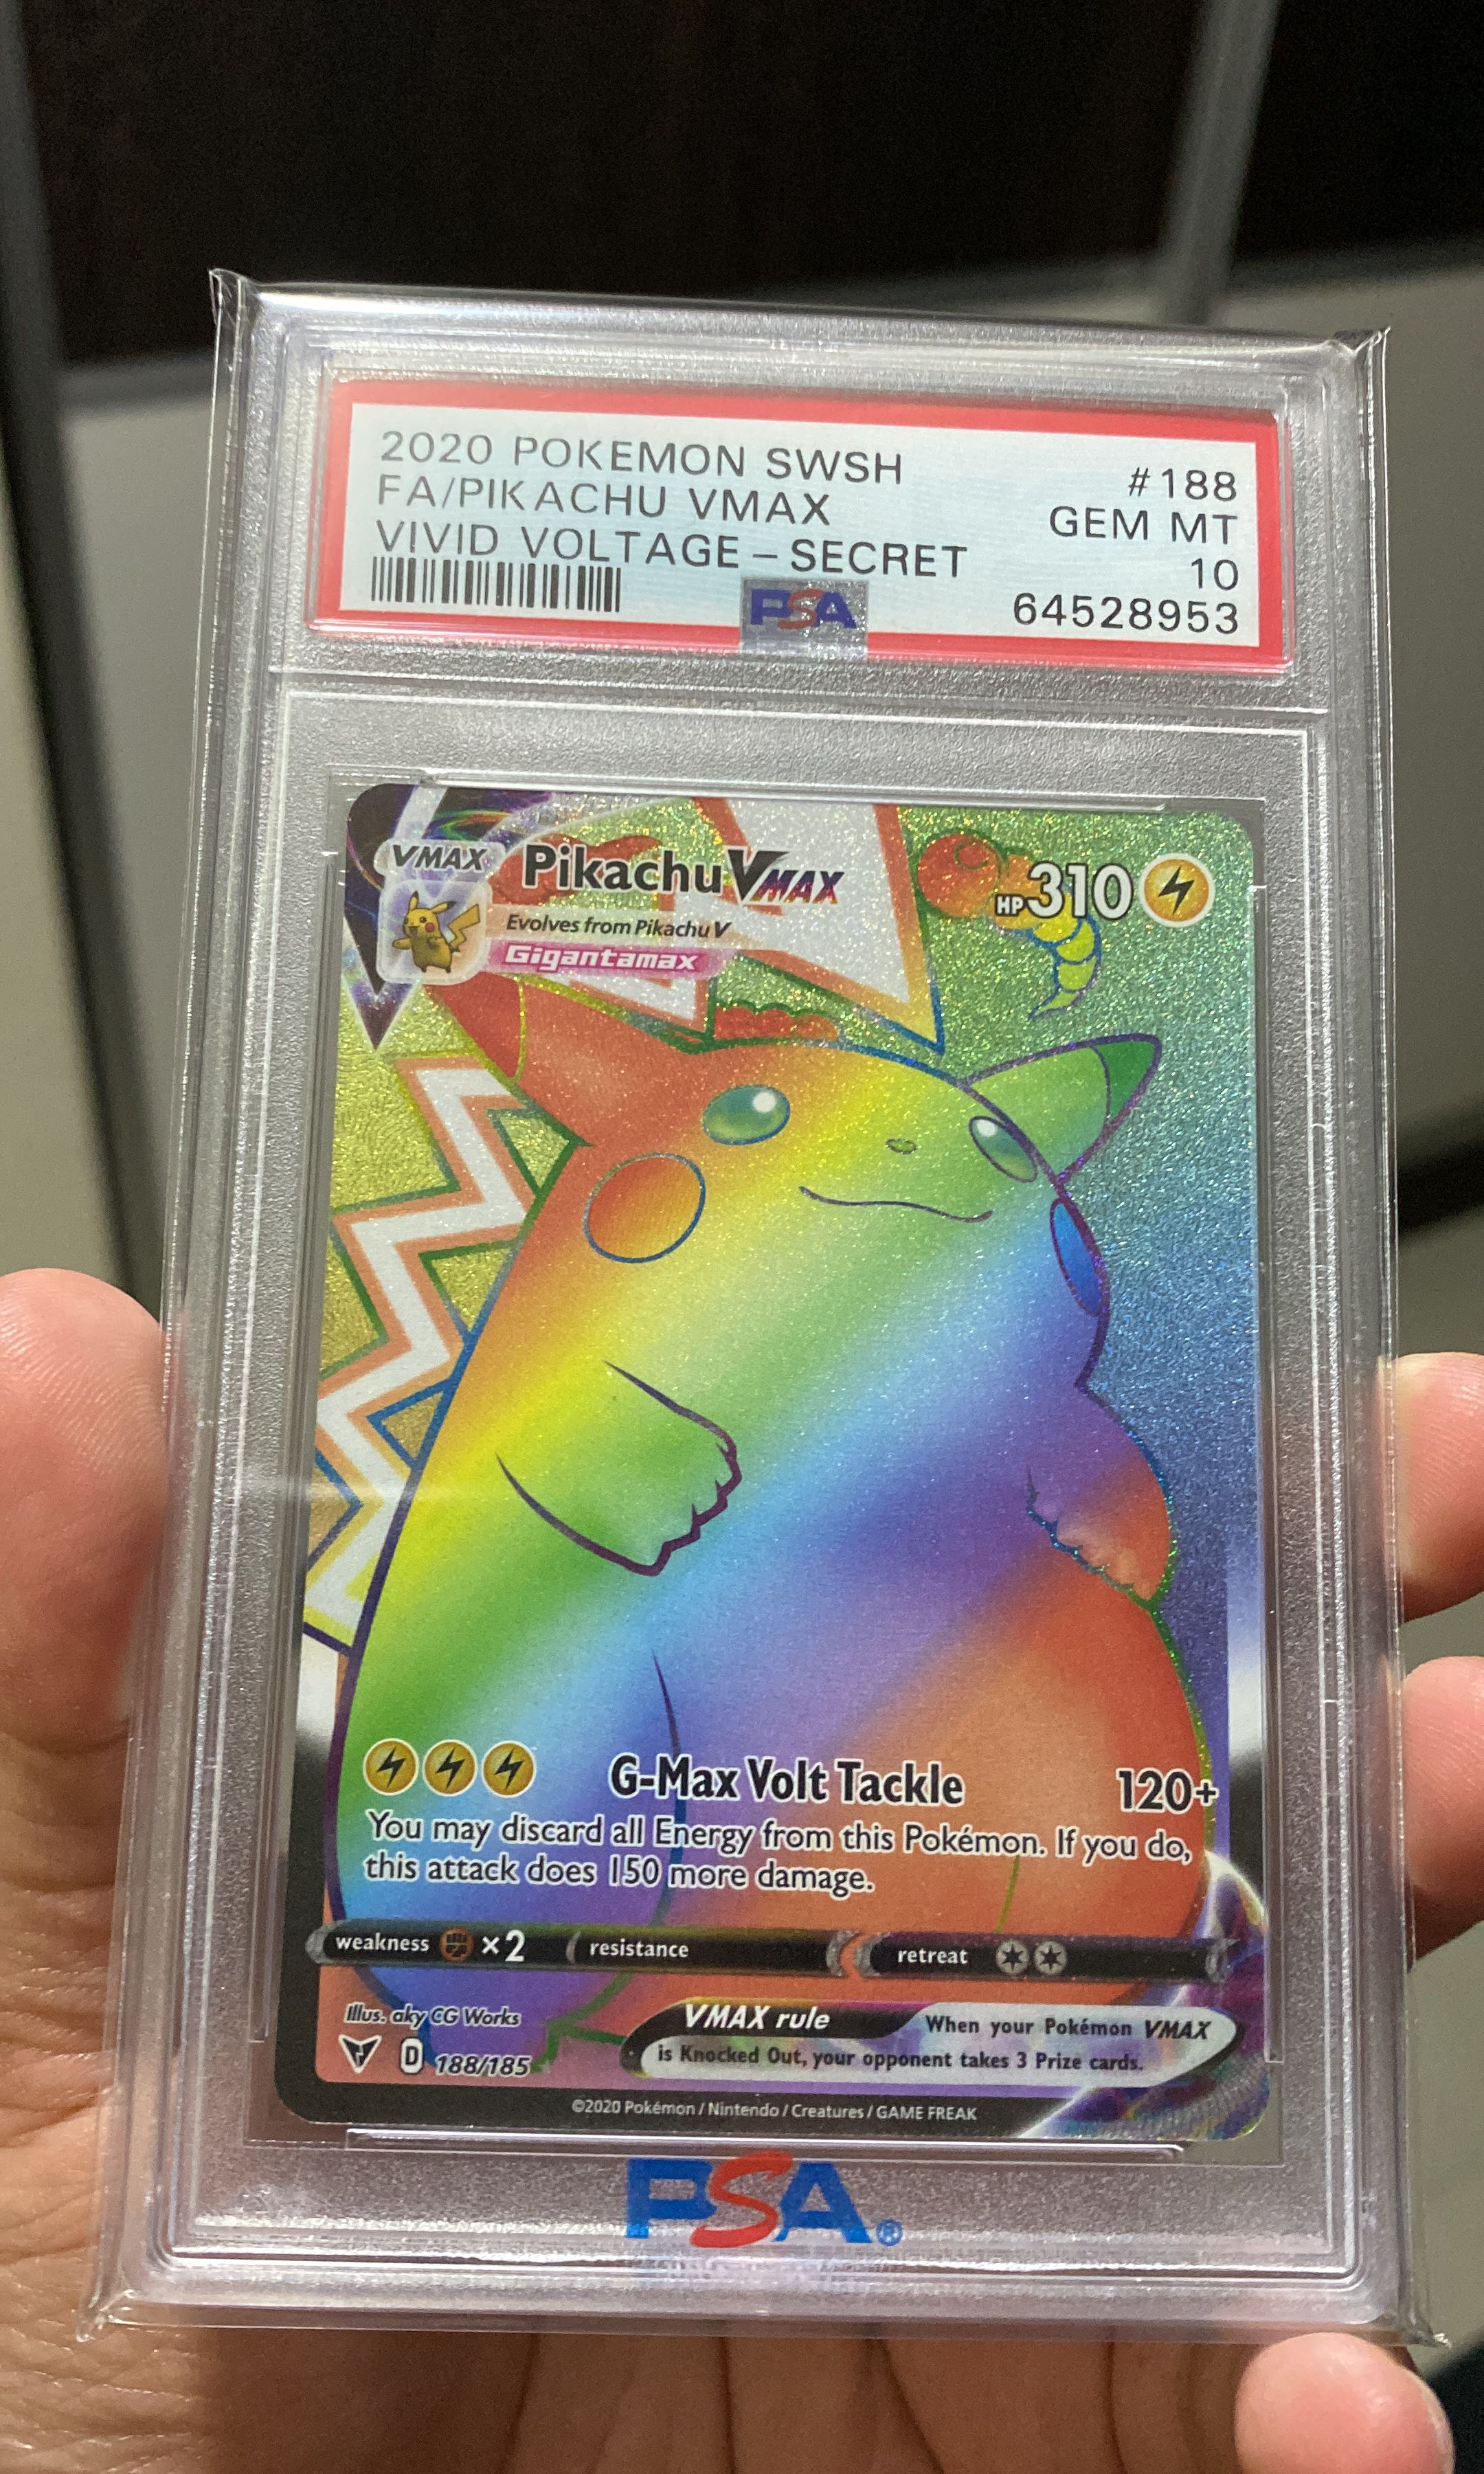 2020 POKEMON SWSH
#188
FA/PIKACHU VMAX
GEM MT
VIVID VOLTAGE – SECRET
10
PSA
64528953
VMAX
Pikachu VMAX
HP 310
Evolves from Pikachu V
Gigantamax
G-Max Volt Tackle
120+
You may discard all Energy from this Pokémon. If you do,
this attack does 150 more damage.
weakness ×2
resistance
retreat
Illus. aky CG Works
VMAX rule
When your Pokémon VMAX
is Knocked Out, your opponent takes 3 Prize cards.
D 188/185
©2020 Pokémon / Nintendo / Creatures / GAME FREAK
PSA®